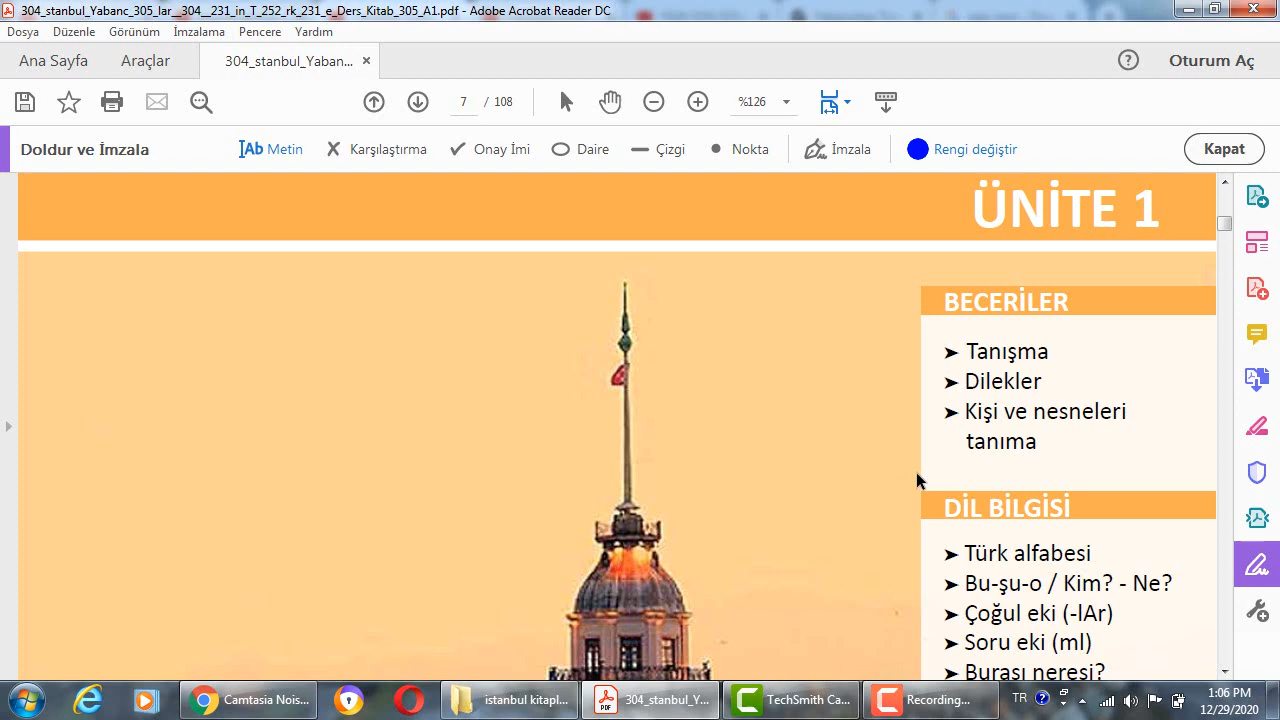 304_stanbul_Yabanc_305_lar__304__231_in_T_252_rk_231_e_Ders_Kitab_305_A1.pdf - Adobe Acrobat Reader DC
Dosya Düzenle Görünüm İmzalama Pencere Yardım
Ana Sayfa Araçlar 304_stanbul_Yaban... × Oturum Aç
7 / 108 %126
Doldur ve İmzala Ab Metin Karşılaştırma Onay İmi Daire Çizgi Nokta İmzala Rengi değiştir Kapat
ÜNİTE 1
BECERİLER
➤ Tanışma
➤ Dilekler
➤ Kişi ve nesneleri
tanıma
DİL BİLGİSİ
➤ Türk alfabesi
➤ Bu-şu-o / Kim? - Ne?
➤ Çoğul eki (-lAr)
➤ Soru eki (mI)
➤ Burası neresi?
Camtasia Nois... istanbul kitapl... 304_stanbul_Y... TechSmith Ca... Recording... TR 1:06 PM
12/29/2020